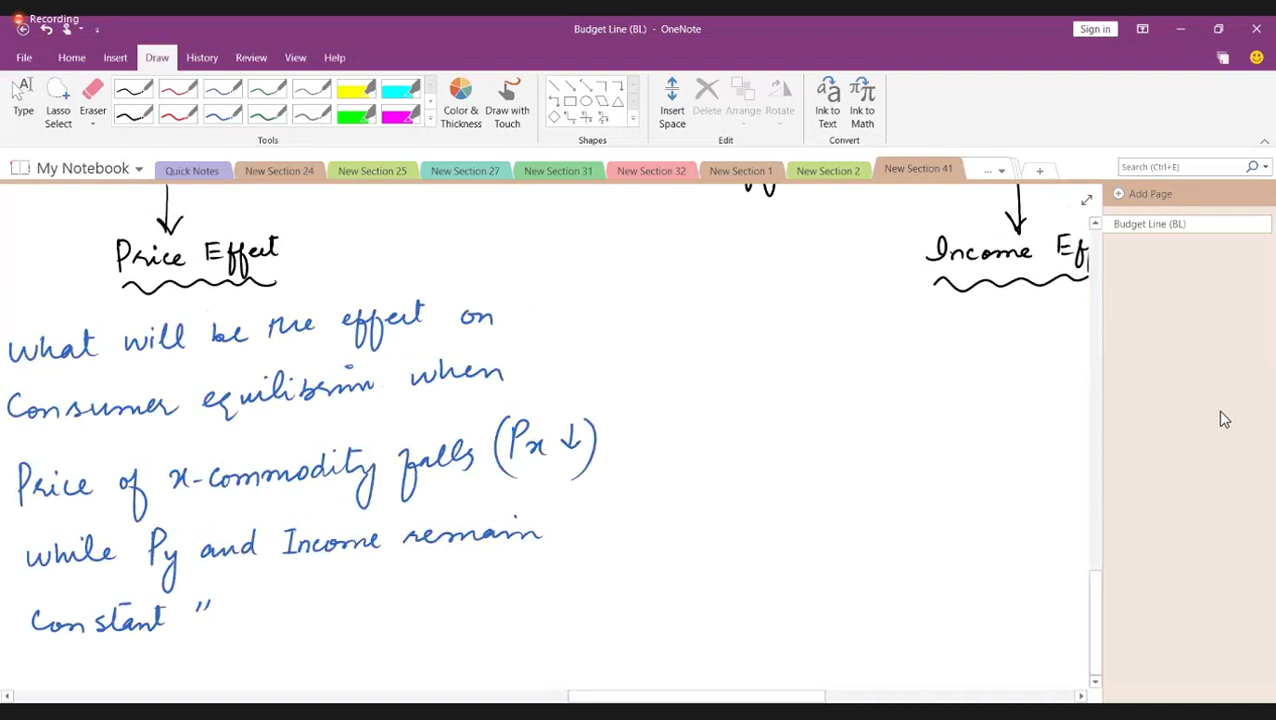 Recording
Budget Line (BL) - OneNote
Sign in
File Home Insert Draw History Review View Help
Type
Lasso Select
Eraser
Color & Thickness
Draw with Touch
Insert Space
Delete
Arrange
Rotate
Ink to Text
Ink to Math
Tools
Shapes
Edit
Convert
My Notebook
Quick Notes New Section 24 New Section 25 New Section 27 New Section 31 New Section 32 New Section 1 New Section 2 New Section 41 ...
Search (Ctrl+E)
Add Page
Budget Line (BL)
Price Effect
Income Eff
What will be the effect on
Consumer equilibrim when
Price of x-commodity falls (Px ↓)
while Py and Income remain
constant "